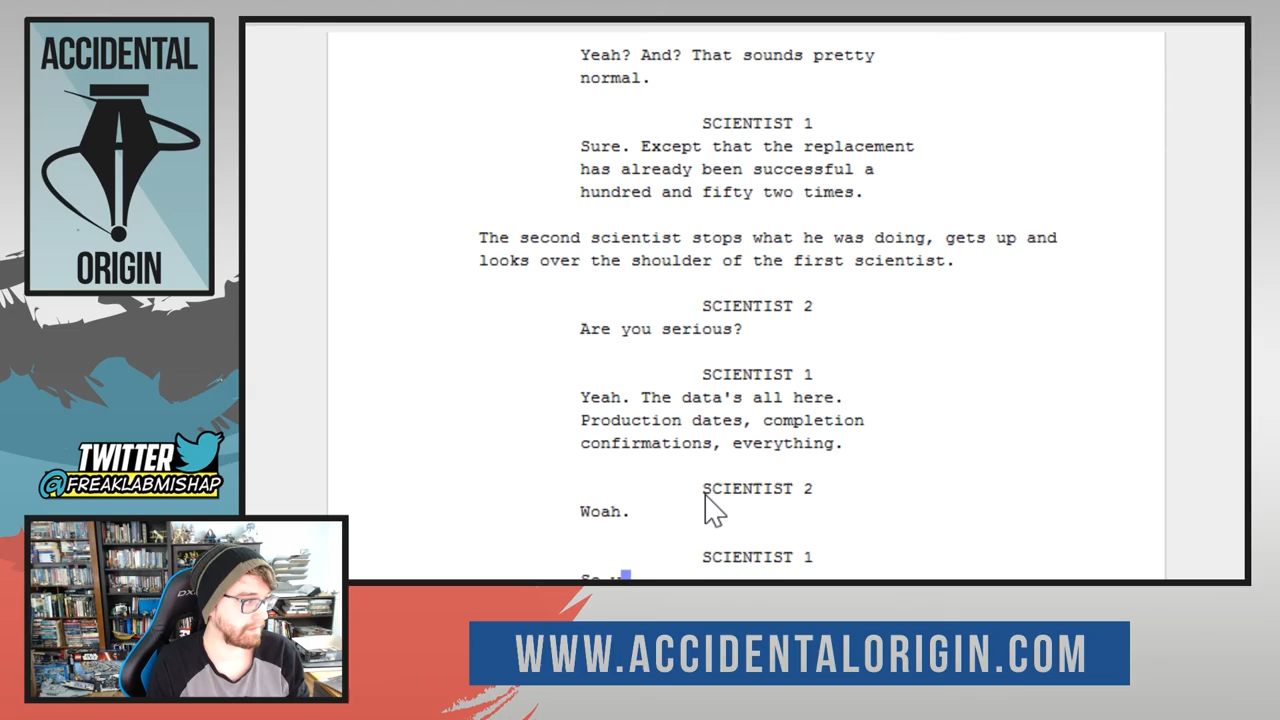 ACCIDENTAL
ORIGIN
Yeah? And? That sounds pretty
normal.
SCIENTIST 1
Sure. Except that the replacement
has already been successful a
hundred and fifty two times.
The second scientist stops what he was doing, gets up and
looks over the shoulder of the first scientist.
SCIENTIST 2
Are you serious?
SCIENTIST 1
Yeah. The data's all here.
Production dates, completion
confirmations, everything.
SCIENTIST 2
Woah.
SCIENTIST 1
So
TWITTER
@FREAKLABMISHAP
DX
WWW.ACCIDENTALORIGIN.COM